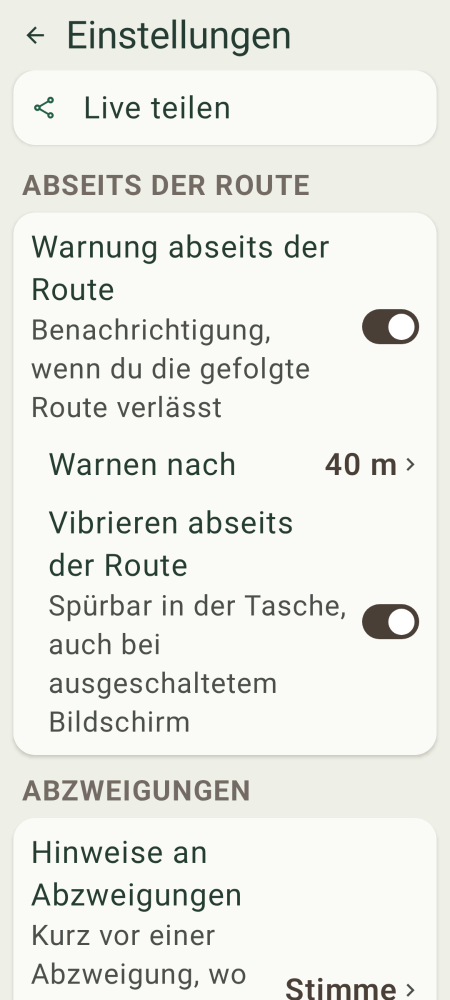 Einstellungen
Live teilen
ABSEITS DER ROUTE
Warnung abseits der
Route
Benachrichtigung,
wenn du die gefolgte
Route verlässt
Warnen nach 40 m
Vibrieren abseits
der Route
Spürbar in der Tasche,
auch bei
ausgeschaltetem
Bildschirm
ABZWEIGUNGEN
Hinweise an
Abzweigungen
Kurz vor einer
Abzweigung, wo
Stimme